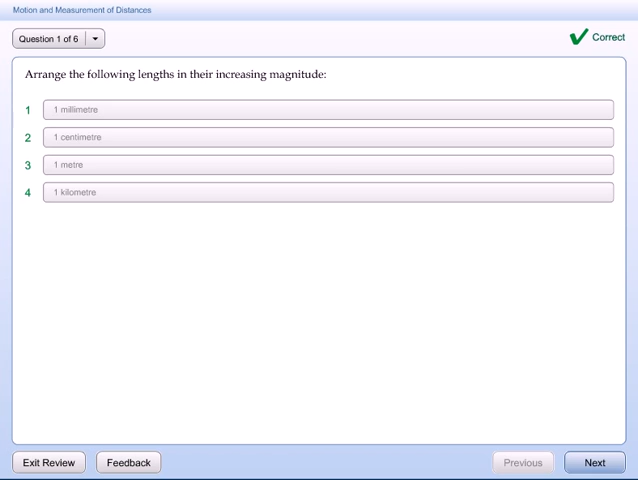 Motion and Measurement of Distances
Question 1 of 6
Correct
Arrange the following lengths in their increasing magnitude:
1 1 millimetre
2 1 centimetre
3 1 metre
4 1 kilometre
Exit Review Feedback Previous Next